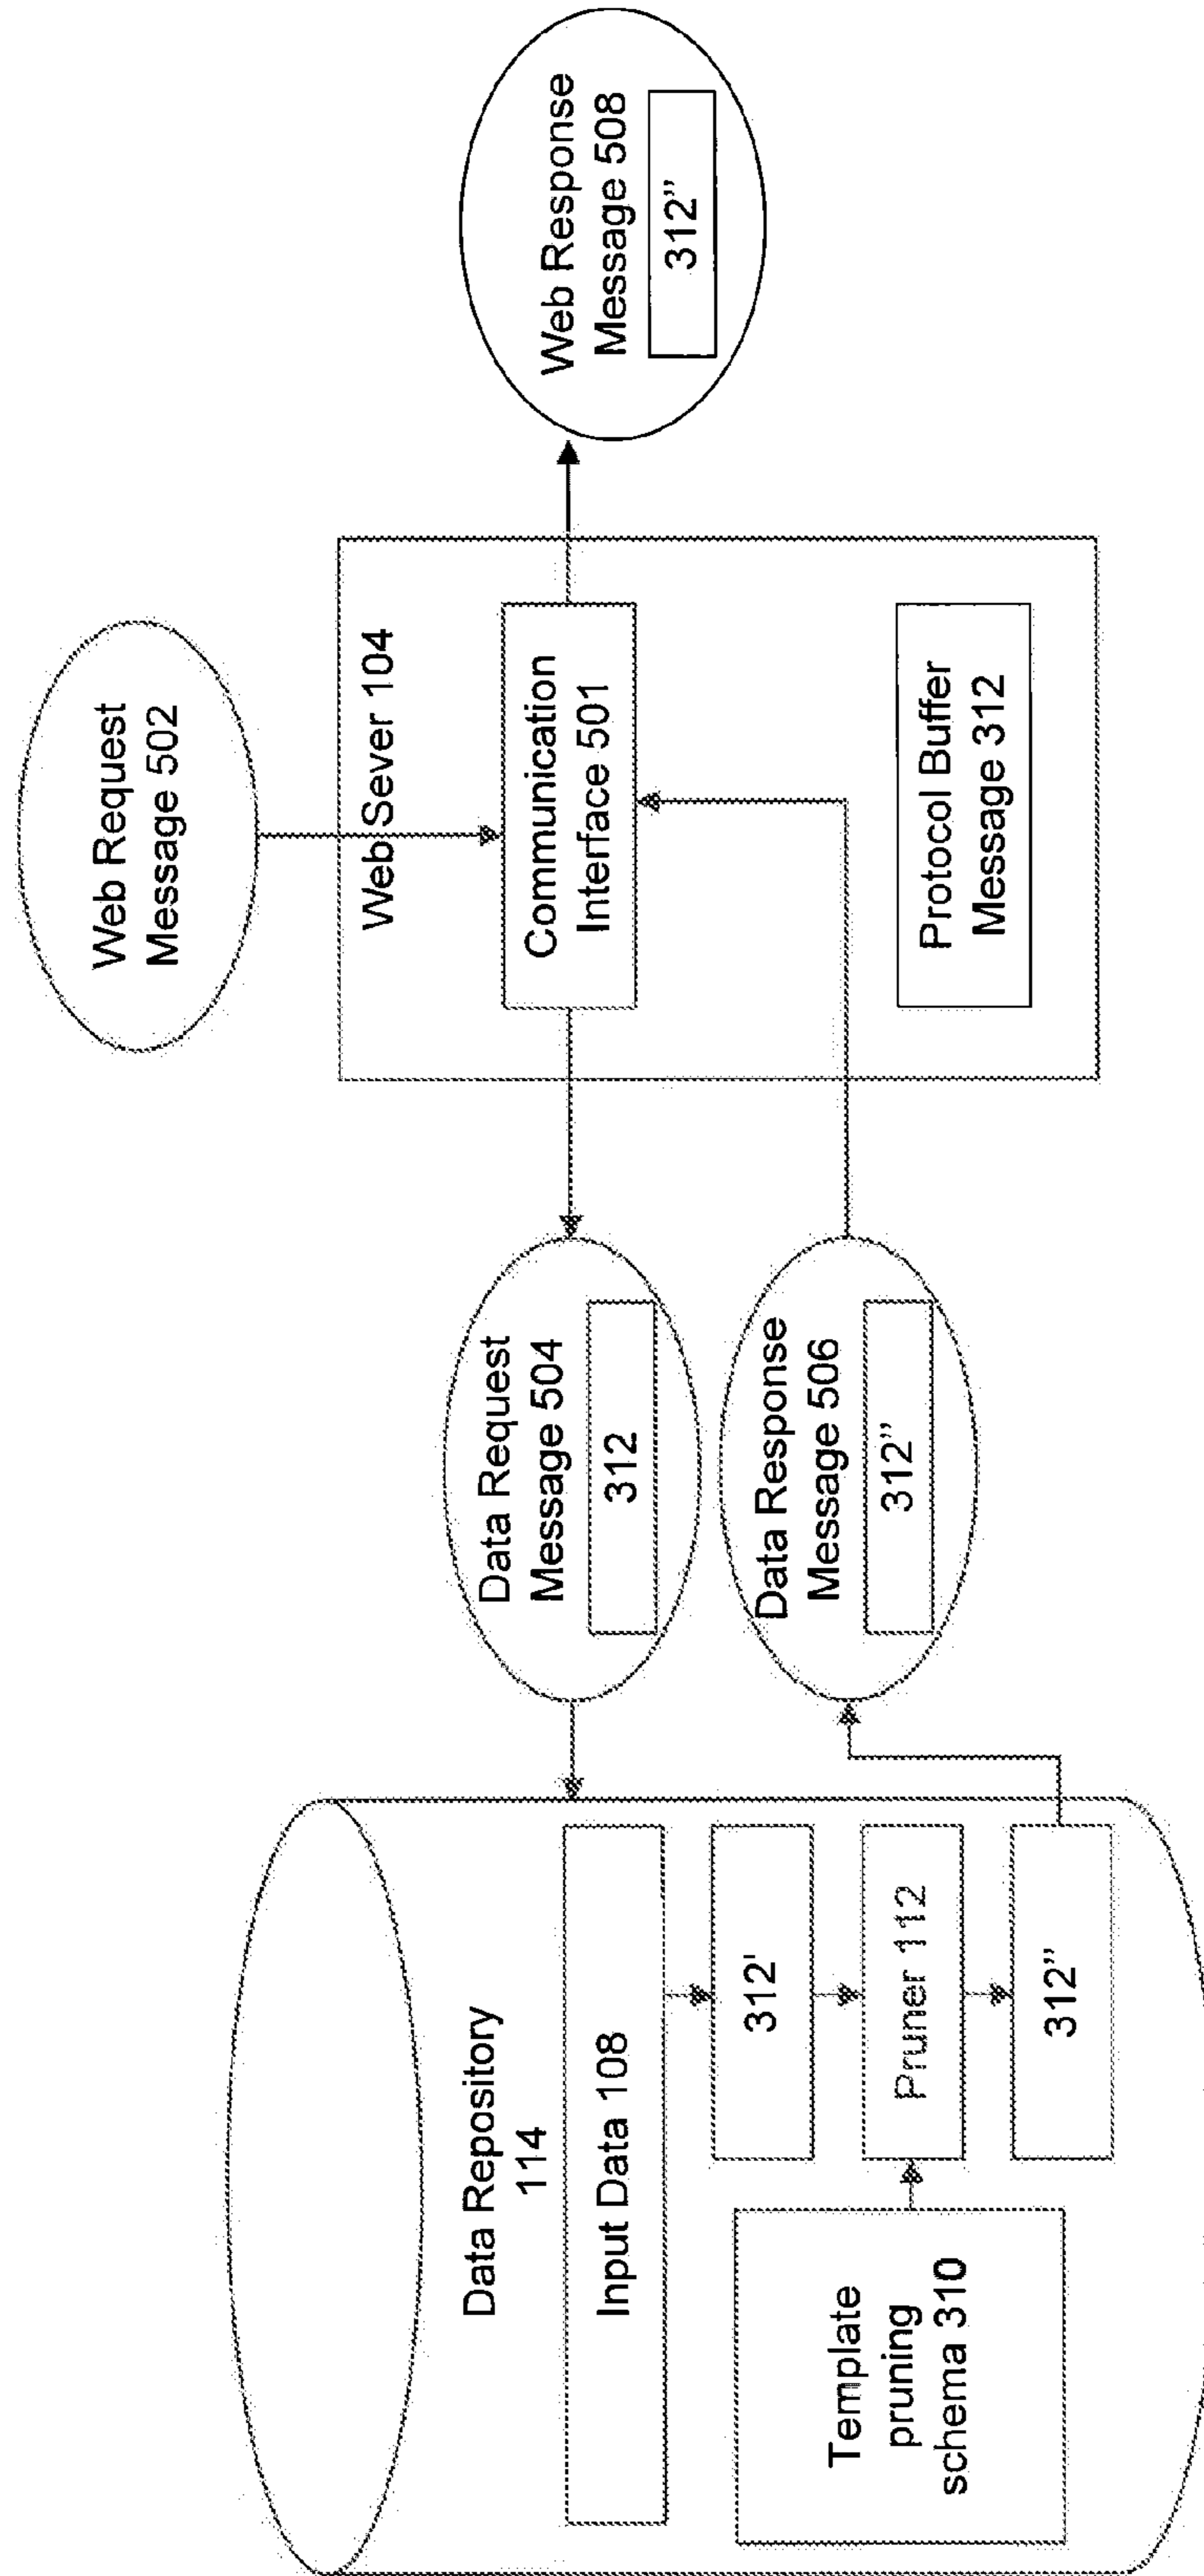 Web Request
Message 502
Web Sever 104
Communication
Interface 501
Protocol Buffer
Message 312
Web Response
Message 508
312”
Data Request
Message 504
312
Data Response
Message 506
312”
Data Repository
114
Input Data 108
312'
Pruner 112
312”
Template
pruning
schema 310